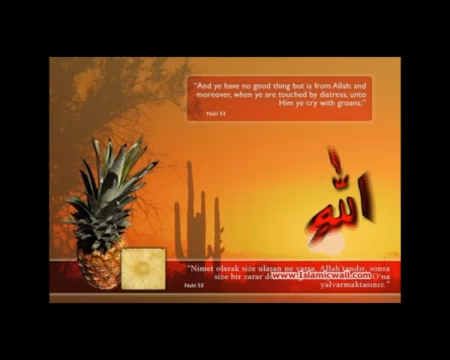 "And ye have no good thing but is from Allah: and
moreover, when ye are touched by distress, unto
Him ye cry with groans;"
Nahl 53
الله
"Nimet olarak size ulaşan ne varsa, Allah'tandır, sonra
size bir zarar O'na
www.Islamicwall.com
yalvarmaktasınız."
Nahl 53